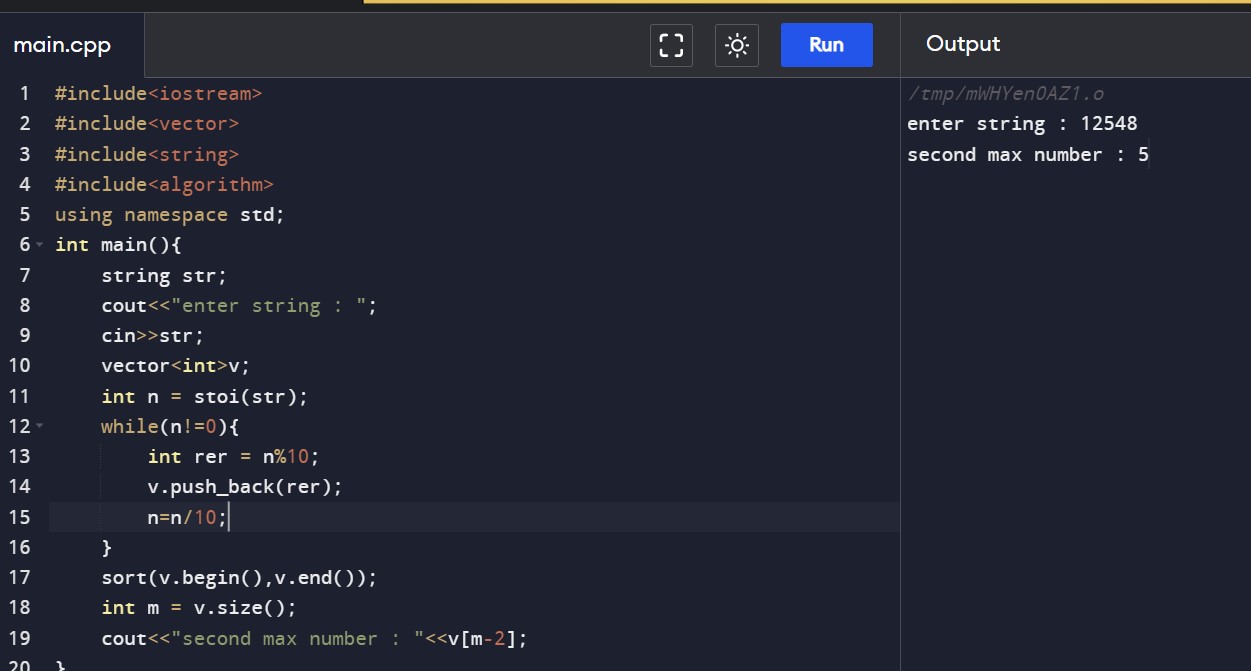 main.cpp
Run
Output
1 #include<iostream>
2 #include<vector>
3 #include<string>
4 #include<algorithm>
5 using namespace std;
6 int main(){
7     string str;
8     cout<<"enter string : ";
9     cin>>str;
10     vector<int>v;
11     int n = stoi(str);
12     while(n!=0){
13         int rer = n%10;
14         v.push_back(rer);
15         n=n/10;
16     }
17     sort(v.begin(),v.end());
18     int m = v.size();
19     cout<<"second max number : "<<v[m-2];
20 }
/tmp/mWHYenOAZ1.o
enter string : 12548
second max number : 5